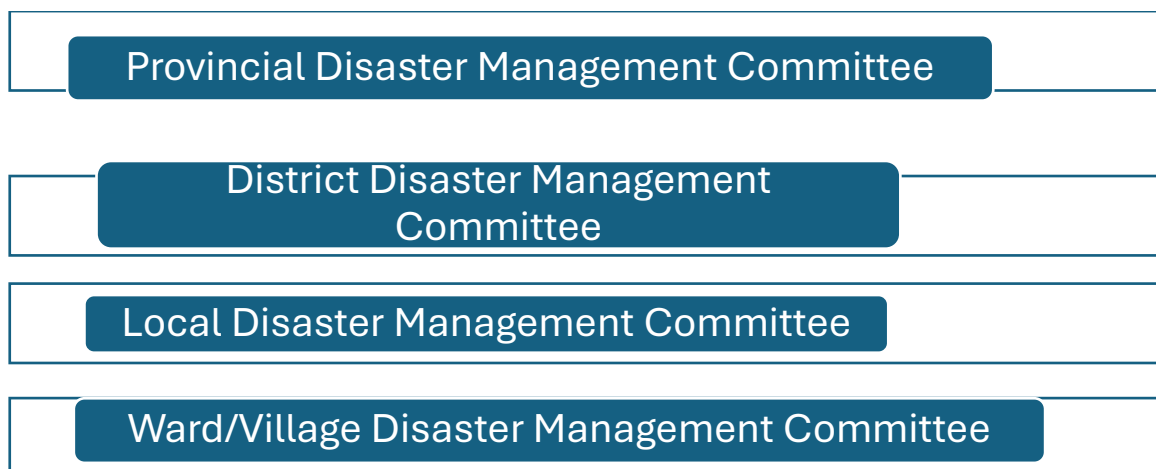 Provincial Disaster Management Committee
District Disaster Management
Committee
Local Disaster Management Committee
Ward/Village Disaster Management Committee